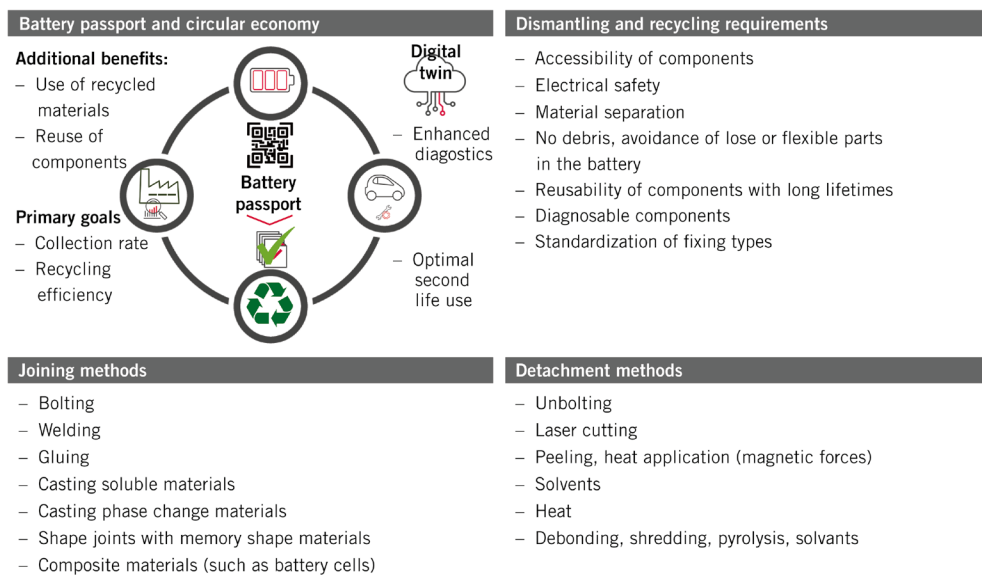 Battery passport and circular economy
Additional benefits:
– Use of recycled
materials
– Reuse of
components
Primary goals
– Collection rate
– Recycling
efficiency
Battery
passport
Digital
twin
– Enhanced
diagostics
– Optimal
second
life use
Dismantling and recycling requirements
– Accessibility of components
– Electrical safety
– Material separation
– No debris, avoidance of lose or flexible parts
in the battery
– Reusability of components with long lifetimes
– Diagnosable components
– Standardization of fixing types
Joining methods
– Bolting
– Welding
– Gluing
– Casting soluble materials
– Casting phase change materials
– Shape joints with memory shape materials
– Composite materials (such as battery cells)
Detachment methods
– Unbolting
– Laser cutting
– Peeling, heat application (magnetic forces)
– Solvents
– Heat
– Debonding, shredding, pyrolysis, solvants